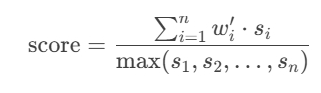 score = \frac{\sum_{i=1}^{n} w'_i \cdot s_i}{\max(s_1, s_2, \ldots, s_n)}